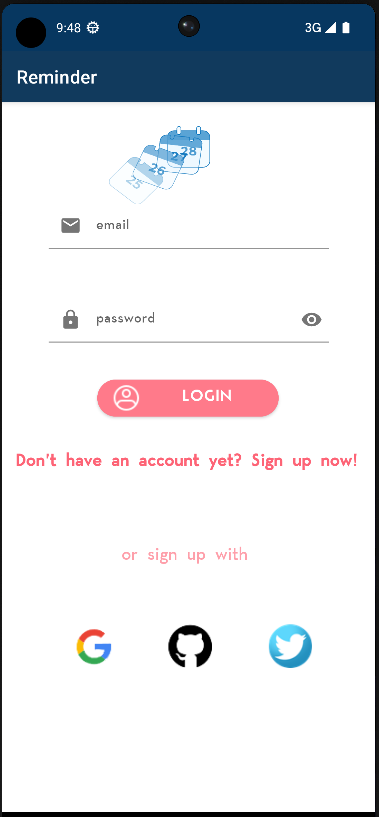 9:48
3G
Reminder
25
26
27
28
email
password
LOGIN
Don't have an account yet? Sign up now!
or sign up with